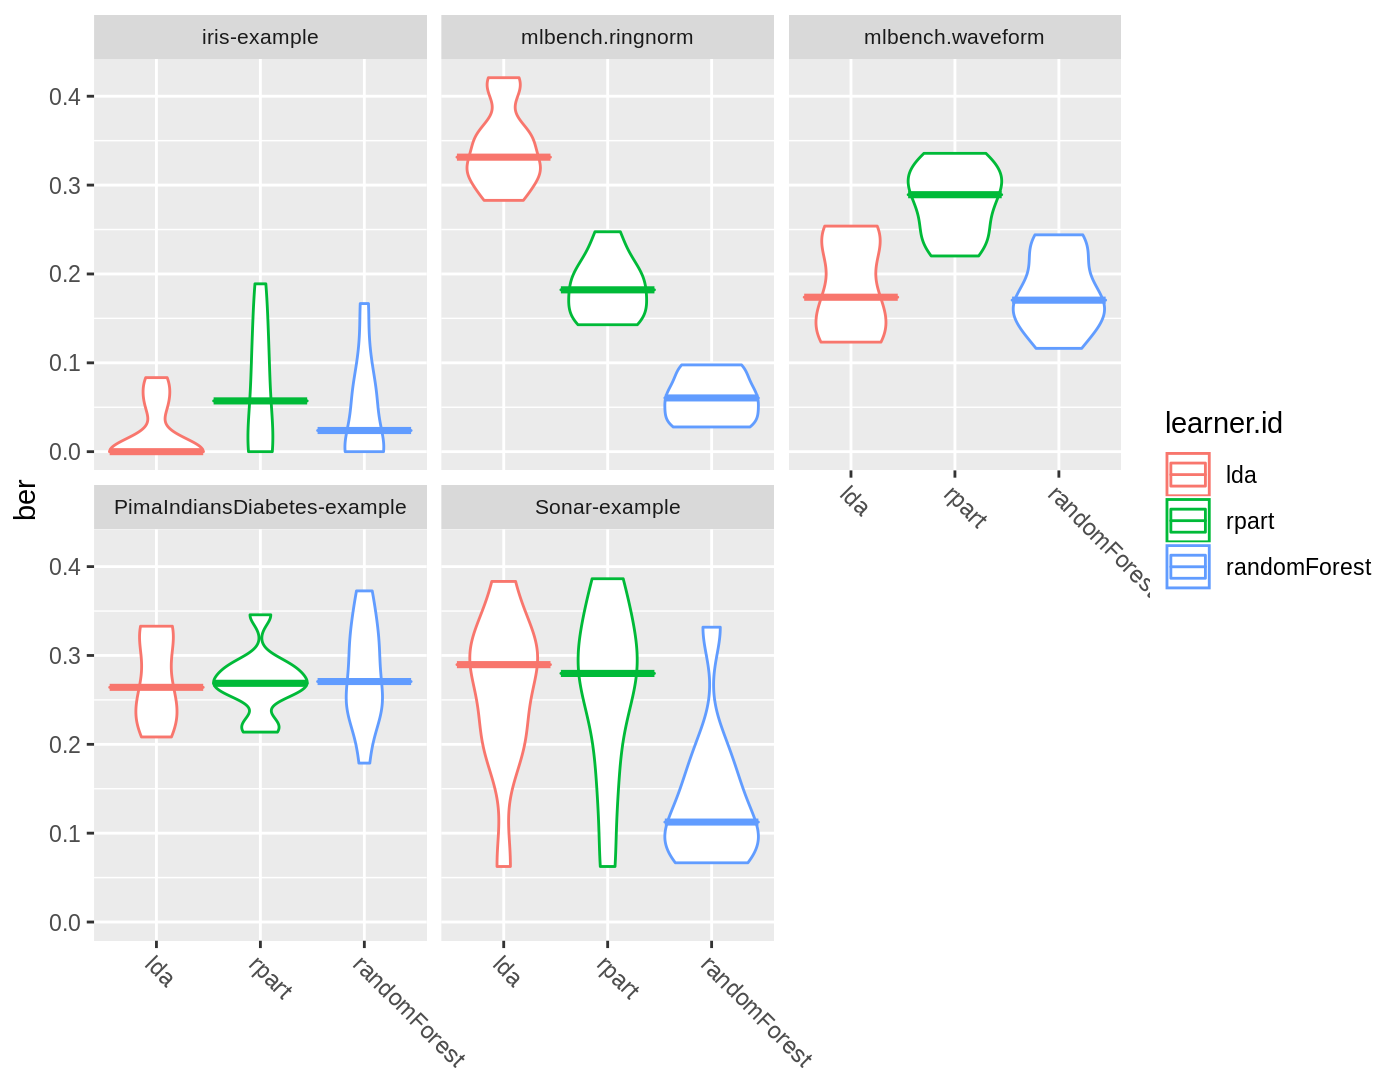 iris-example
mlbench.ringnorm
mlbench.waveform
0.4
0.3
0.2
0.1
0.0
lda
rpart
randomForest
ber
PimaIndiansDiabetes-example
Sonar-example
0.4
0.3
0.2
0.1
0.0
lda
rpart
randomForest
lda
rpart
randomForest
learner.id
lda
rpart
randomForest